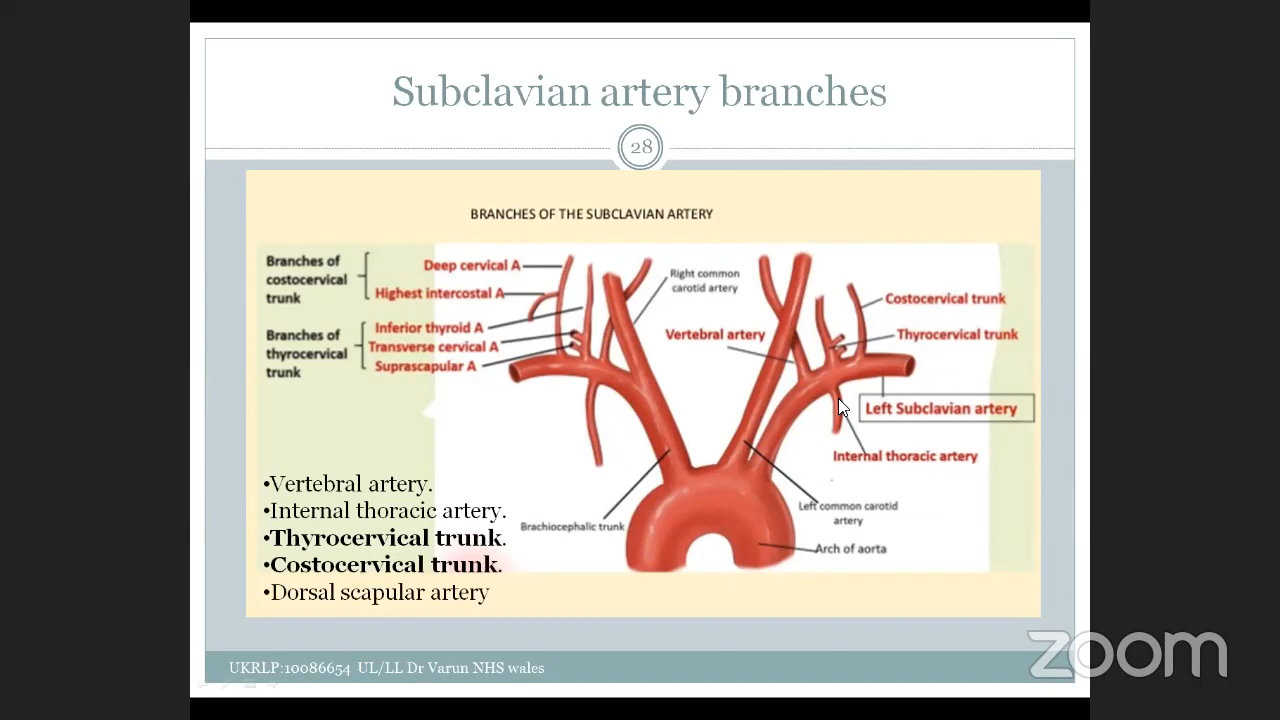 Subclavian artery branches
28
BRANCHES OF THE SUBCLAVIAN ARTERY
Branches of
costocervical
trunk
Deep cervical A
Highest intercostal A
Branches of
thyrocervical
trunk
Inferior thyroid A
Transverse cervical A
Suprascapular A
Right common
carotid artery
Vertebral artery
Costocervical trunk
Thyrocervical trunk
Left Subclavian artery
Internal thoracic artery
Left common carotid
artery
Brachiocephalic trunk
Arch of aorta
•Vertebral artery.
•Internal thoracic artery.
•Thyrocervical trunk.
•Costocervical trunk.
•Dorsal scapular artery
UKRLP:10086654 UL/LL Dr Varun NHS wales
zoom